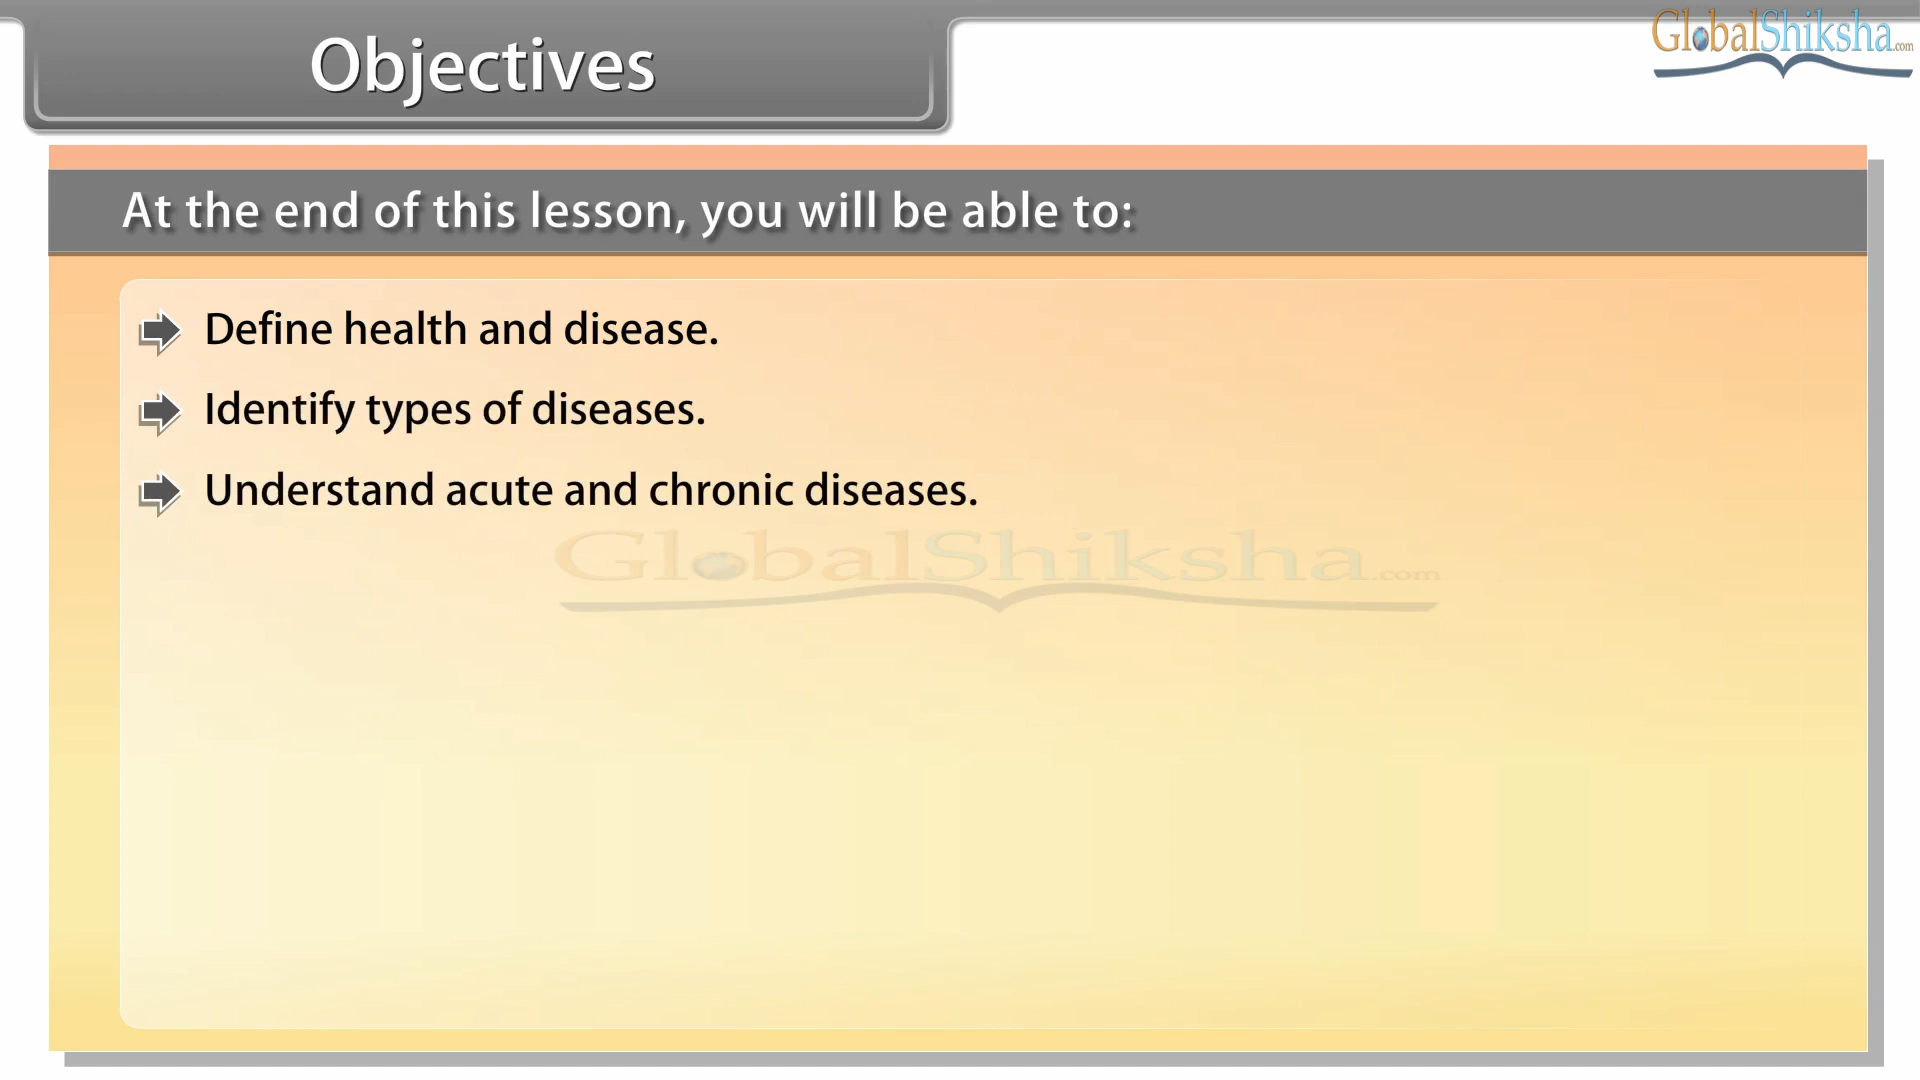 Objectives
GlobalShiksha.com
At the end of this lesson, you will be able to:
Define health and disease.
Identify types of diseases.
Understand acute and chronic diseases.
GlobalShiksha.com